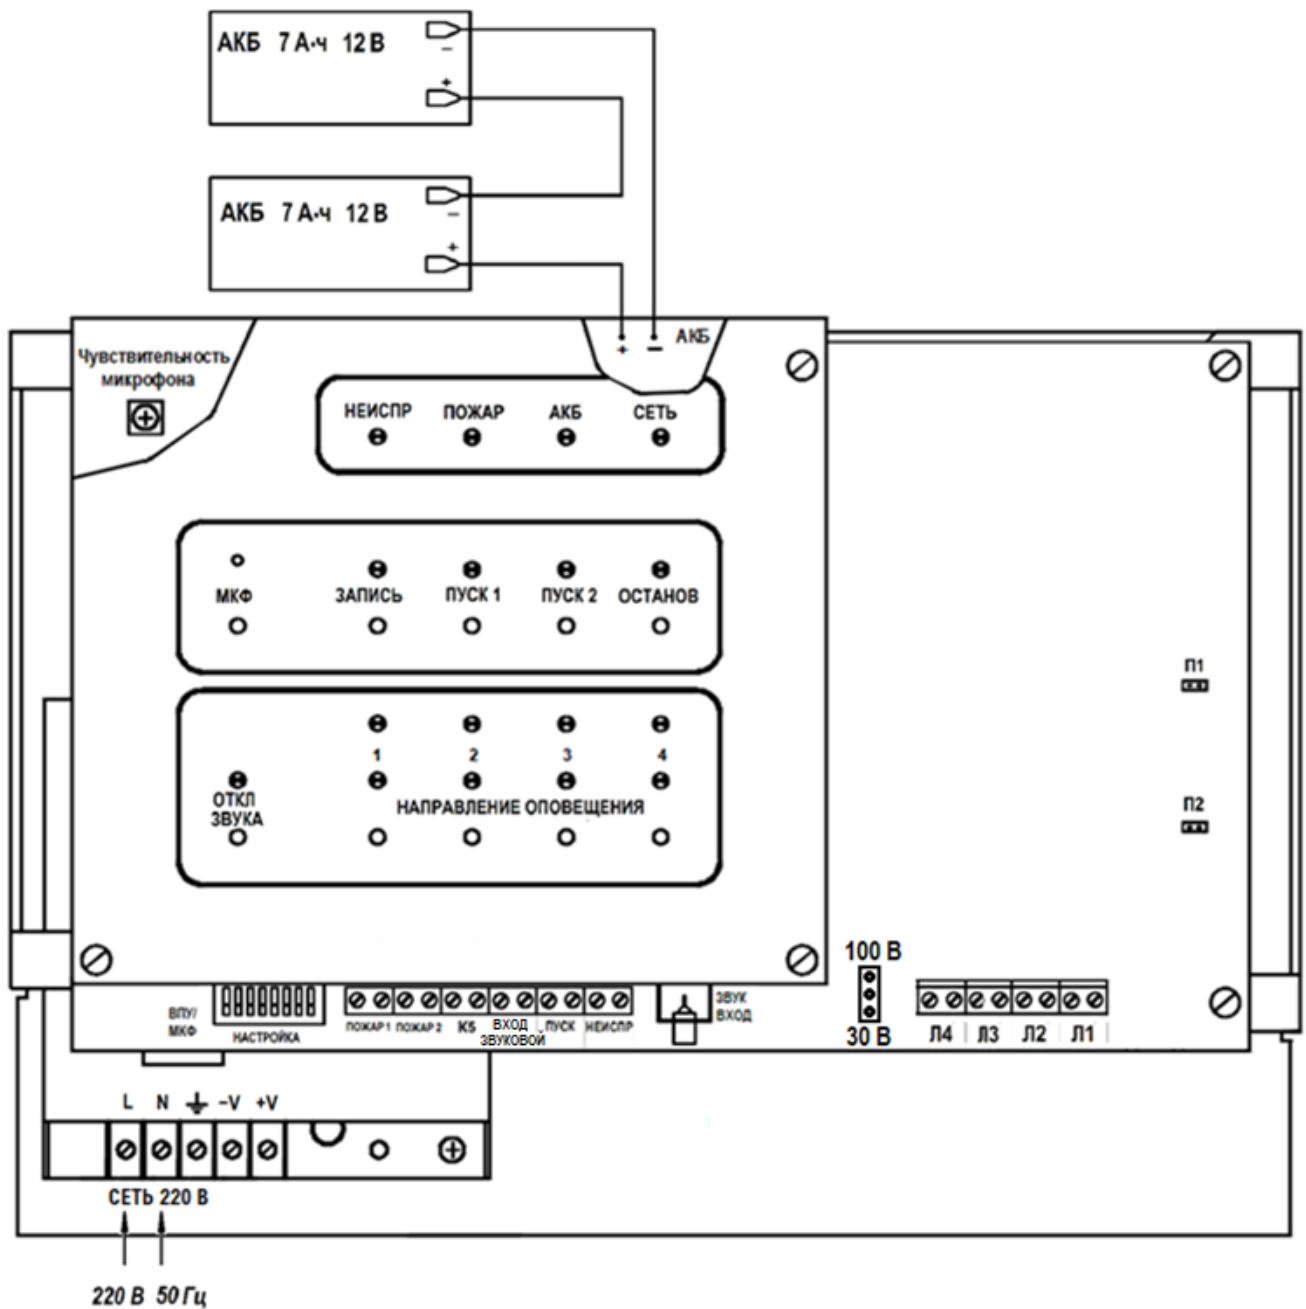 АКБ 7 А·ч 12 В
−
+
АКБ 7 А·ч 12 В
−
+
+ − АКБ
Чувствительность
микрофона
НЕИСПР ПОЖАР АКБ СЕТЬ
МКФ ЗАПИСЬ ПУСК 1 ПУСК 2 ОСТАНОВ
1 2 3 4
ОТКЛ
ЗВУКА
НАПРАВЛЕНИЕ ОПОВЕЩЕНИЯ
П1
П2
100 В
30 В
ВПУ/
МКФ
НАСТРОЙКА
ПОЖАР 1 ПОЖАР 2 К5 ВХОД
ЗВУКОВОЙ
ПУСК НЕИСПР
ЗВУК
ВХОД
Л4 Л3 Л2 Л1
L N −V +V
СЕТЬ 220 В
220 В 50 Гц